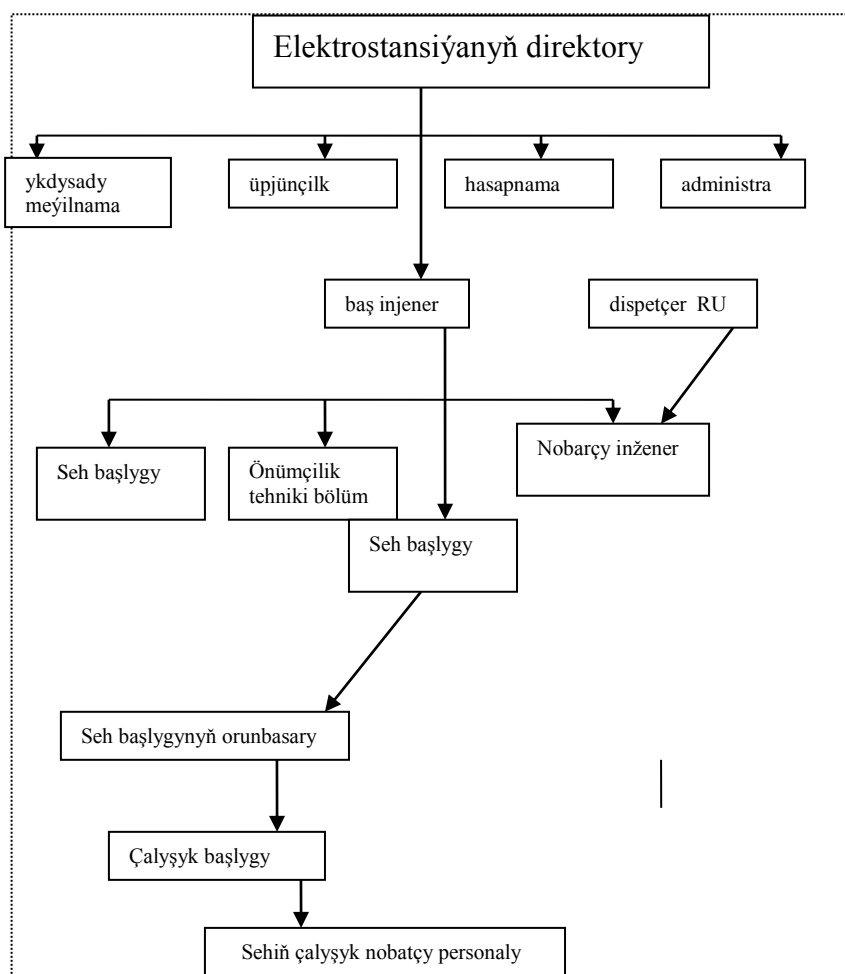 Elektrostansiýanyň direktory
ykdysady
meýilnama
üpjünçilk
hasapnama
administra
baş injener
dispetçer RU
Seh başlygy
Önümçilik
tehniki bölüm
Nobarçy inžener
Seh başlygy
Seh başlygynyň orunbasary
Çalyşyk başlygy
Sehiň çalyşyk nobatçy personaly